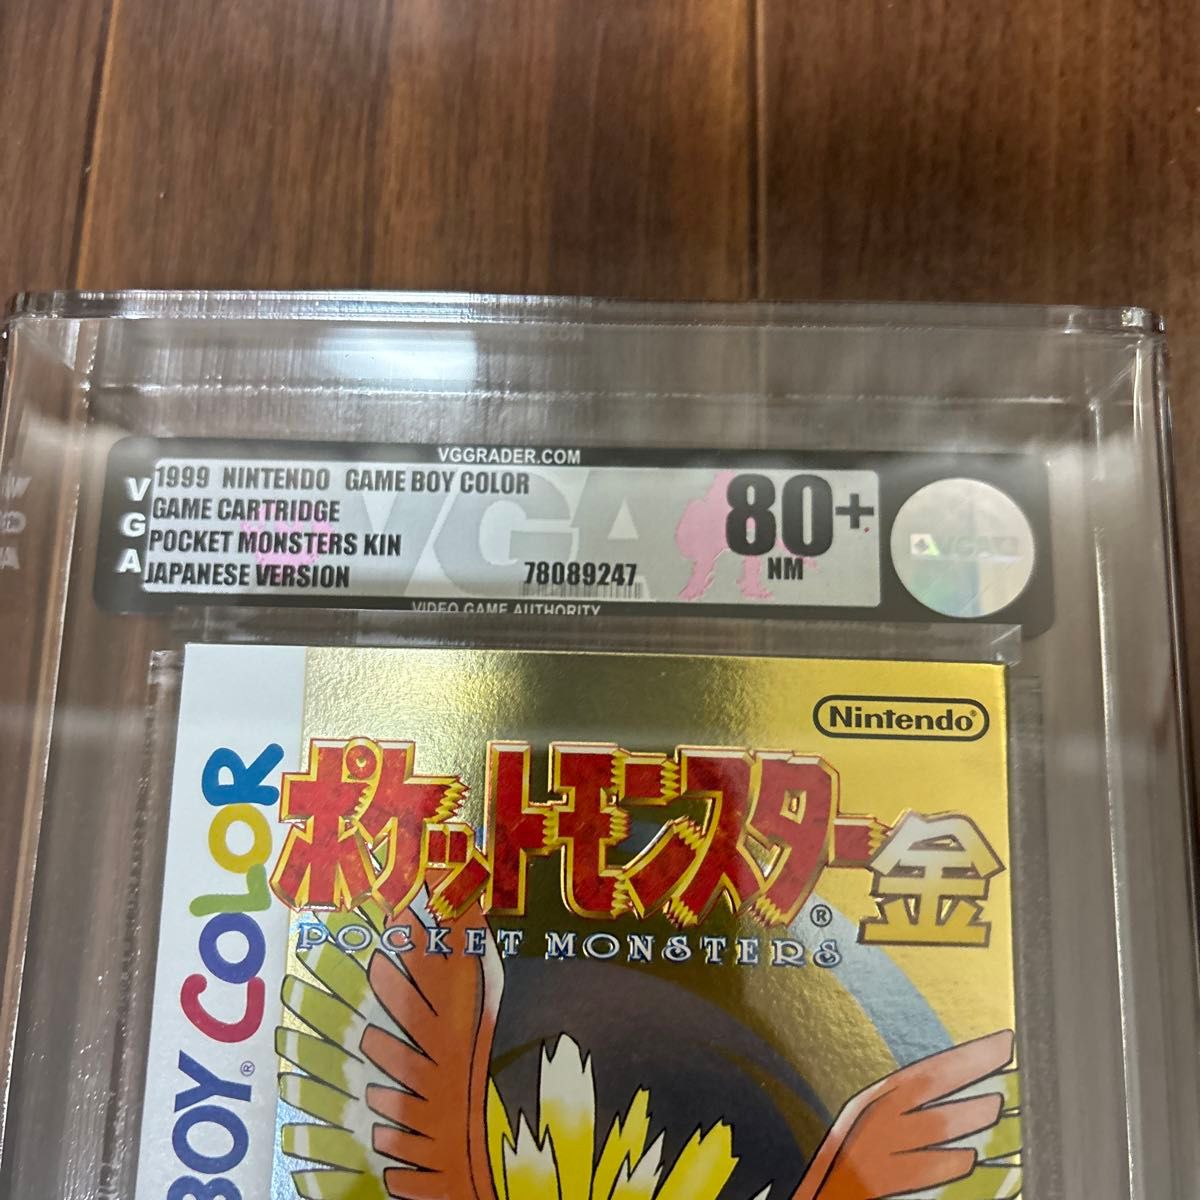 VGGRADER.COM
VGA
1999 NINTENDO GAME BOY COLOR
GAME CARTRIDGE
POCKET MONSTERS KIN
JAPANESE VERSION
78089247
80+
NM
VGA
VIDEO GAME AUTHORITY
Nintendo®
ポケットモンスター金
®
POCKET MONSTERS
BOY® COLOR